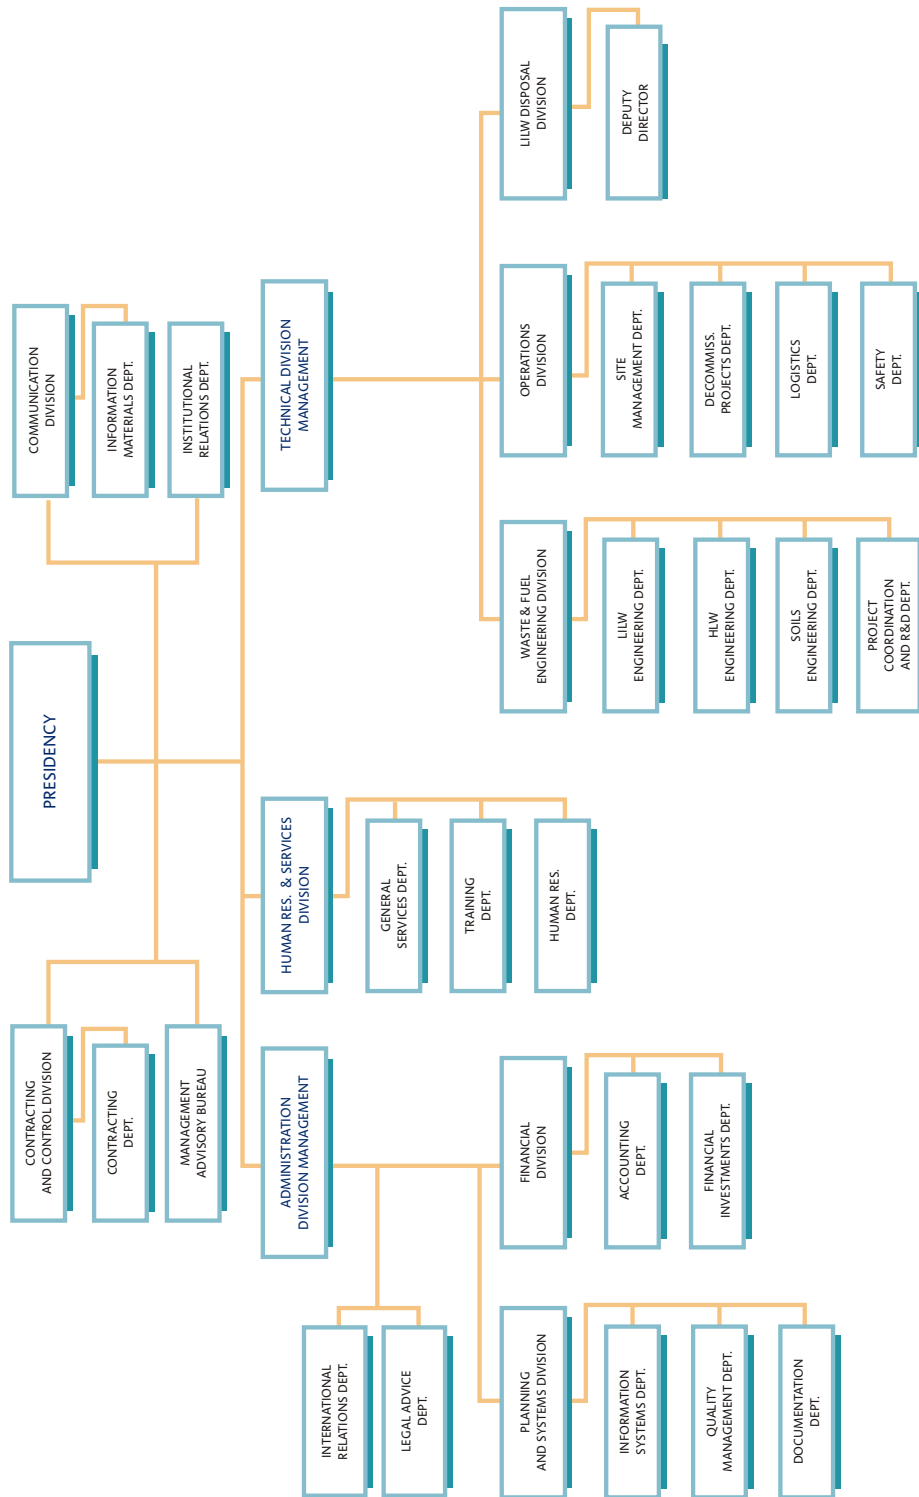 PRESIDENCY
CONTRACTING
AND CONTROL DIVISION
CONTRACTING
DEPT.
MANAGEMENT
ADVISORY BUREAU
COMMUNICATION
DIVISION
INFORMATION
MATERIALS DEPT.
INSTITUTIONAL
RELATIONS DEPT.
ADMINISTRATION
DIVISION MANAGEMENT
HUMAN RES. & SERVICES
DIVISION
TECHNICAL DIVISION
MANAGEMENT
INTERNATIONAL
RELATIONS DEPT.
LEGAL ADVICE
DEPT.
GENERAL
SERVICES DEPT.
TRAINING
DEPT.
HUMAN RES.
DEPT.
PLANNING
AND SYSTEMS DIVISION
INFORMATION
SYSTEMS DEPT.
QUALITY
MANAGEMENT DEPT.
DOCUMENTATION
DEPT.
FINANCIAL
DIVISION
ACCOUNTING
DEPT.
FINANCIAL
INVESTMENTS DEPT.
WASTE & FUEL
ENGINEERING DIVISION
LILW
ENGINEERING DEPT.
HLW
ENGINEERING DEPT.
SOILS
ENGINEERING DEPT.
PROJECT
COORDINATION
AND R&D DEPT.
OPERATIONS
DIVISION
SITE
MANAGEMENT DEPT.
DECOMMISS.
PROJECTS DEPT.
LOGISTICS
DEPT.
SAFETY
DEPT.
LILW DISPOSAL
DIVISION
DEPUTY
DIRECTOR